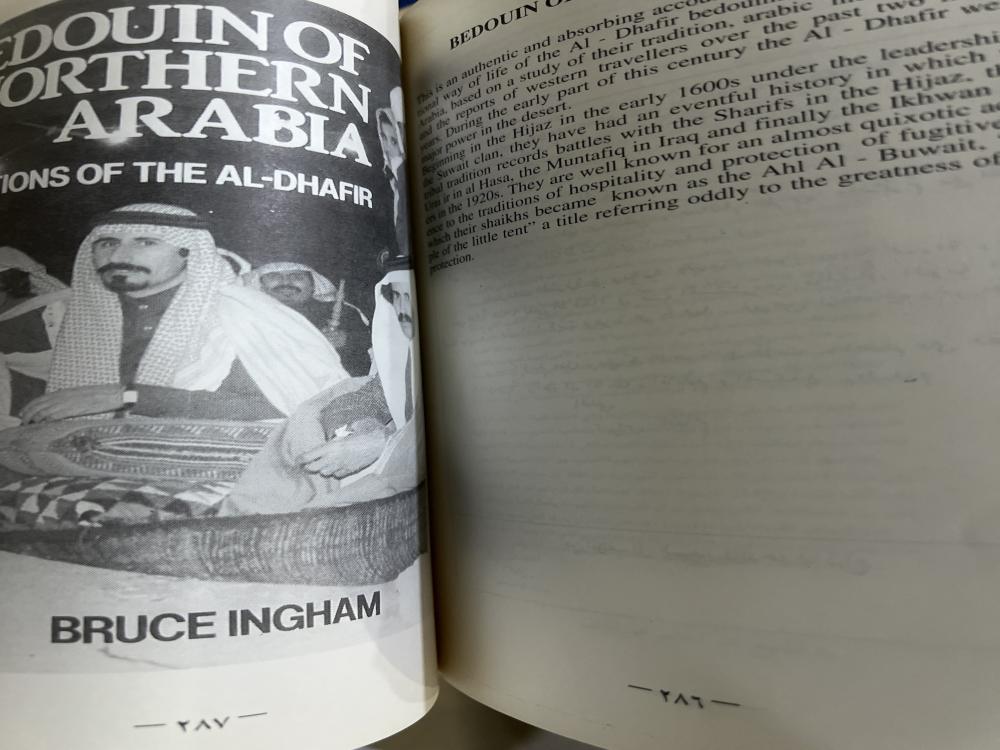 EDOUIN OF
ORTHERN
ARABIA
TIONS OF THE AL-DHAFIR
BRUCE INGHAM
— ٢٨٧ —
BEDOUIN OF
This is an authentic and absorbing
tional way of life of the Al - Dhafir bedouin
Arabia, based on a study of their tradition, arabic
and the reports of western travellers over the past two
years. During the early part of this century the Al - Dhafir we
major power in the desert.
Beginning in the Hijaz in the early 1600s under the leadershi
the Suwait clan, they have had an eventful history in which
tribal tradition records battles with the Sharifs in the Hijaz, th
Urai ir in al Hasa, the Muntafiq in Iraq and finally the Ikhwan
ers in the 1920s. They are well known for an almost quixotic
ence to the traditions of hospitality and protection of fugitive
which their shaikhs became known as the Ahl Al - Buwait,
ple of the little tent" a title referring oddly to the greatness of
protection.
— ٢٨٦ —